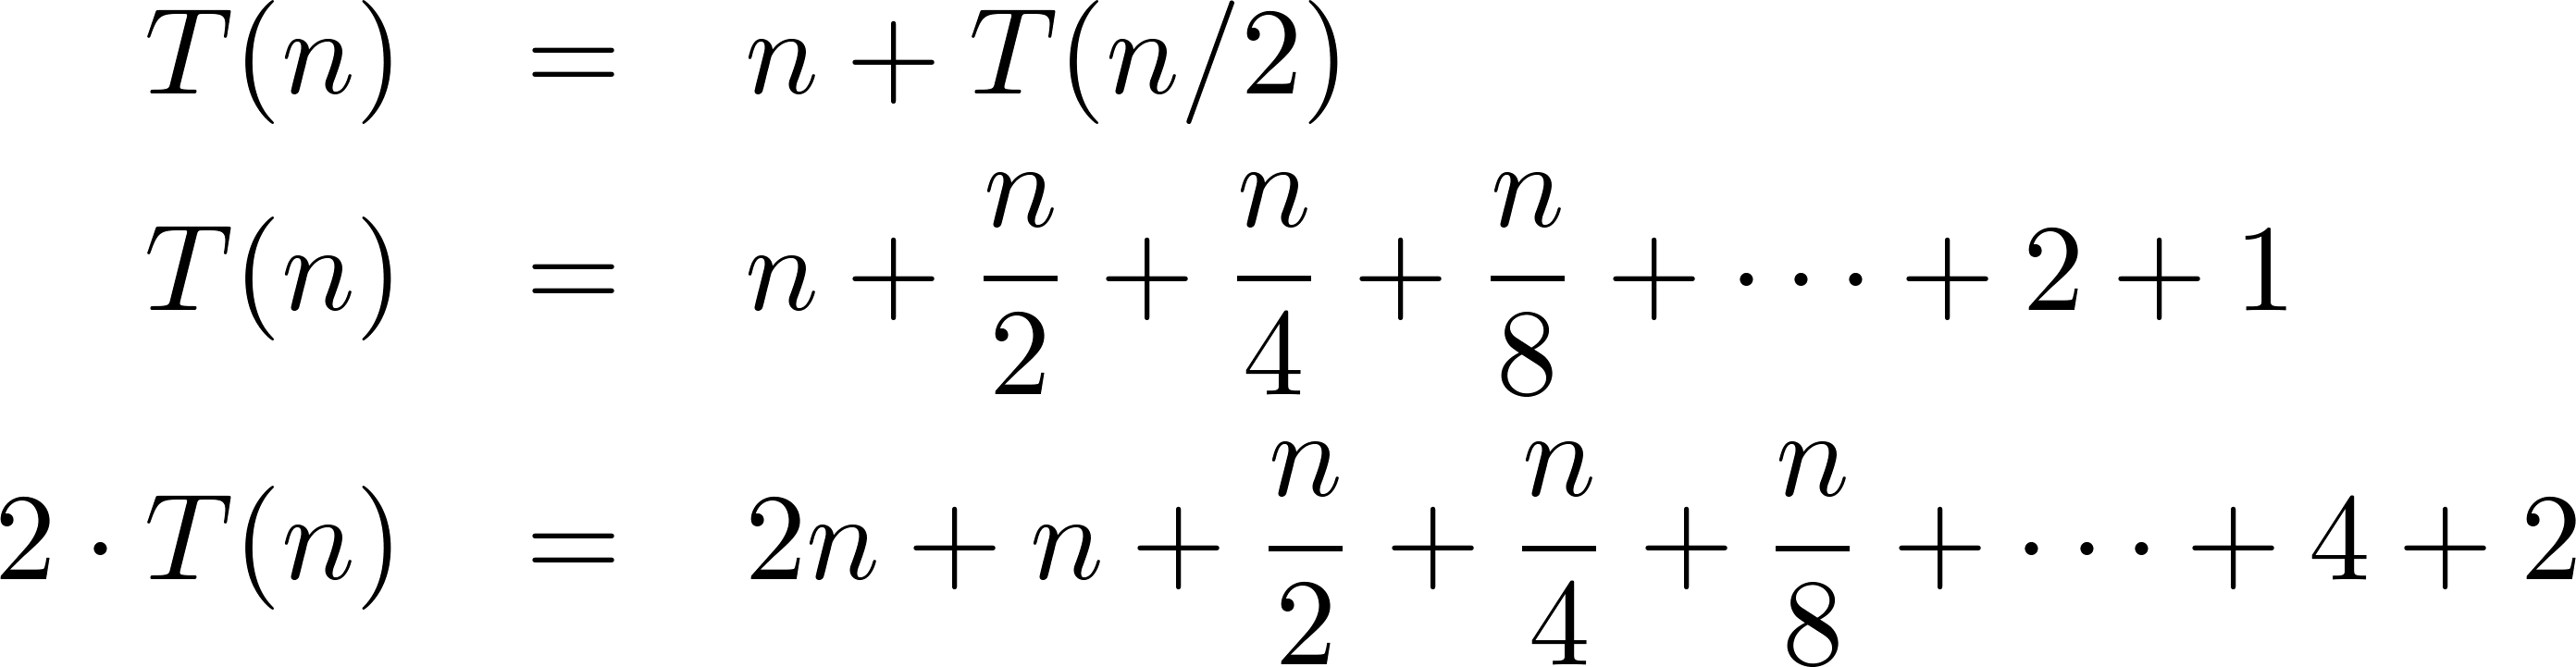 T(n) = n + T(n/2)
T(n) = n + n/2 + n/4 + n/8 + ⋯ + 2 + 1
2 · T(n) = 2n + n + n/2 + n/4 + n/8 + ⋯ + 4 + 2